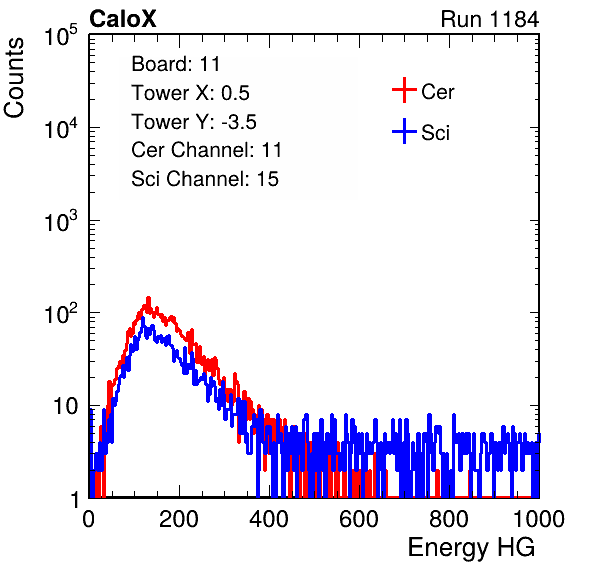 CaloX Run 1184
Counts
10^5
10^4
10^3
10^2
10
1
Board: 11
Tower X: 0.5
Tower Y: -3.5
Cer Channel: 11
Sci Channel: 15
Cer
Sci
0 200 400 600 800 1000
Energy HG